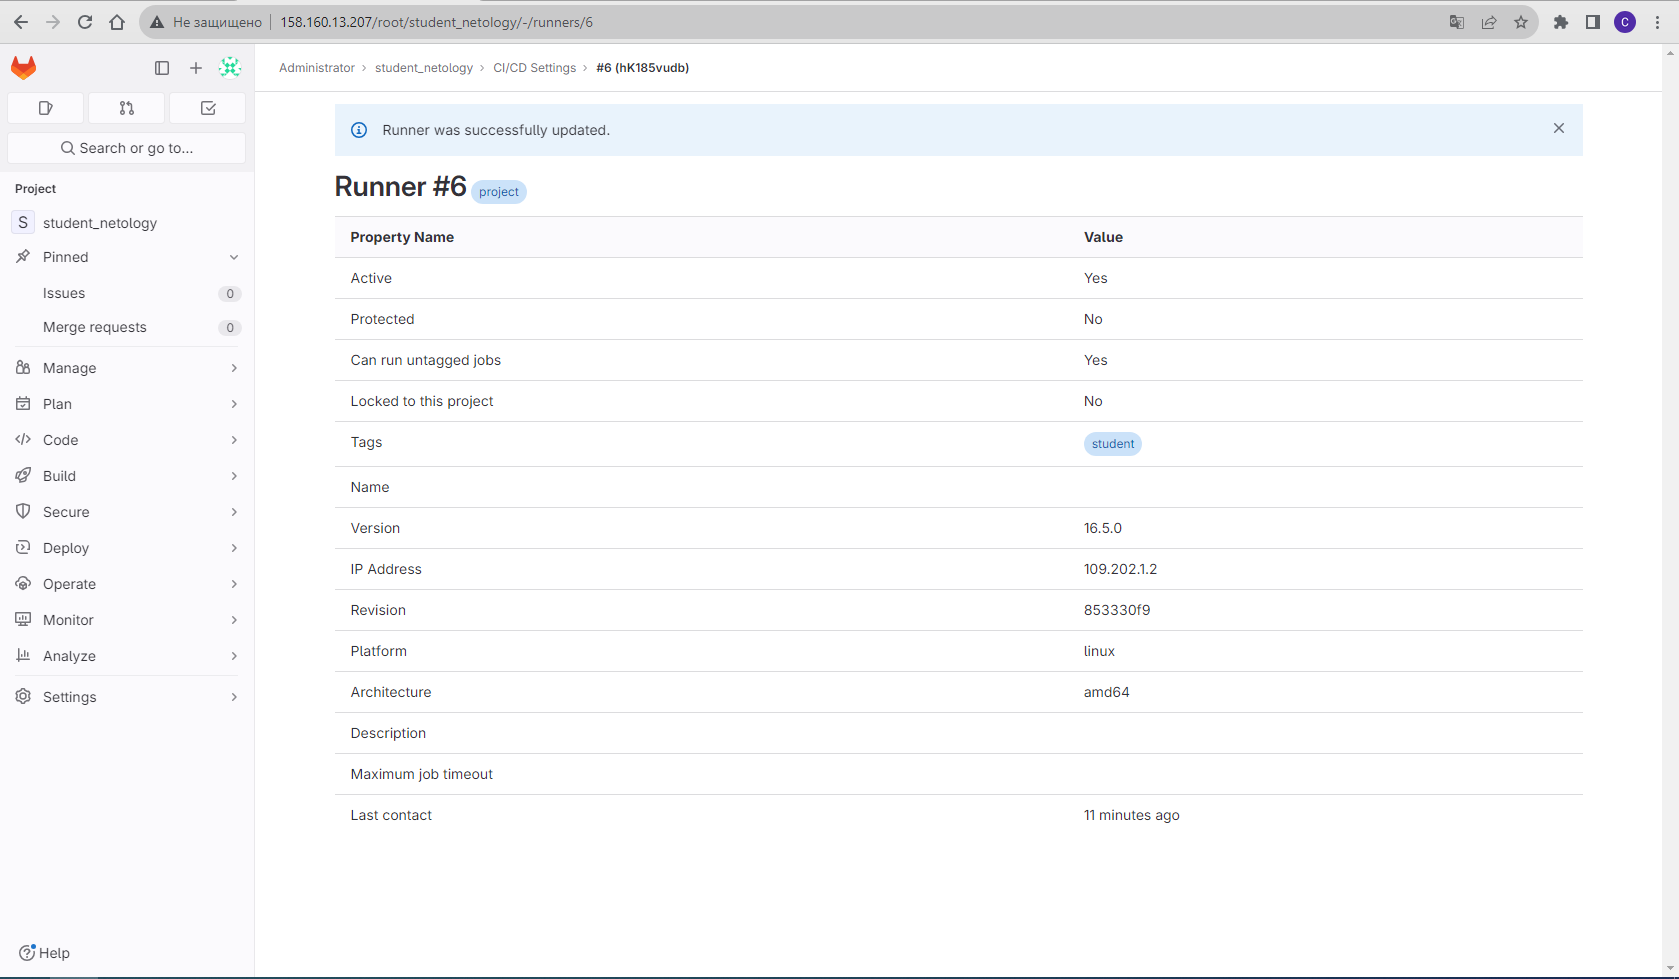 Не защищено 158.160.13.207/root/student_netology/-/runners/6
C
Administrator › student_netology › CI/CD Settings › #6 (hK185vudb)
Search or go to...
Project
S student_netology
Pinned
Issues 0
Merge requests 0
Manage
Plan
Code
Build
Secure
Deploy
Operate
Monitor
Analyze
Settings
Help
Runner was successfully updated.
Runner #6 project
Property Name Value
Active Yes
Protected No
Can run untagged jobs Yes
Locked to this project No
Tags student
Name
Version 16.5.0
IP Address 109.202.1.2
Revision 853330f9
Platform linux
Architecture amd64
Description
Maximum job timeout
Last contact 11 minutes ago